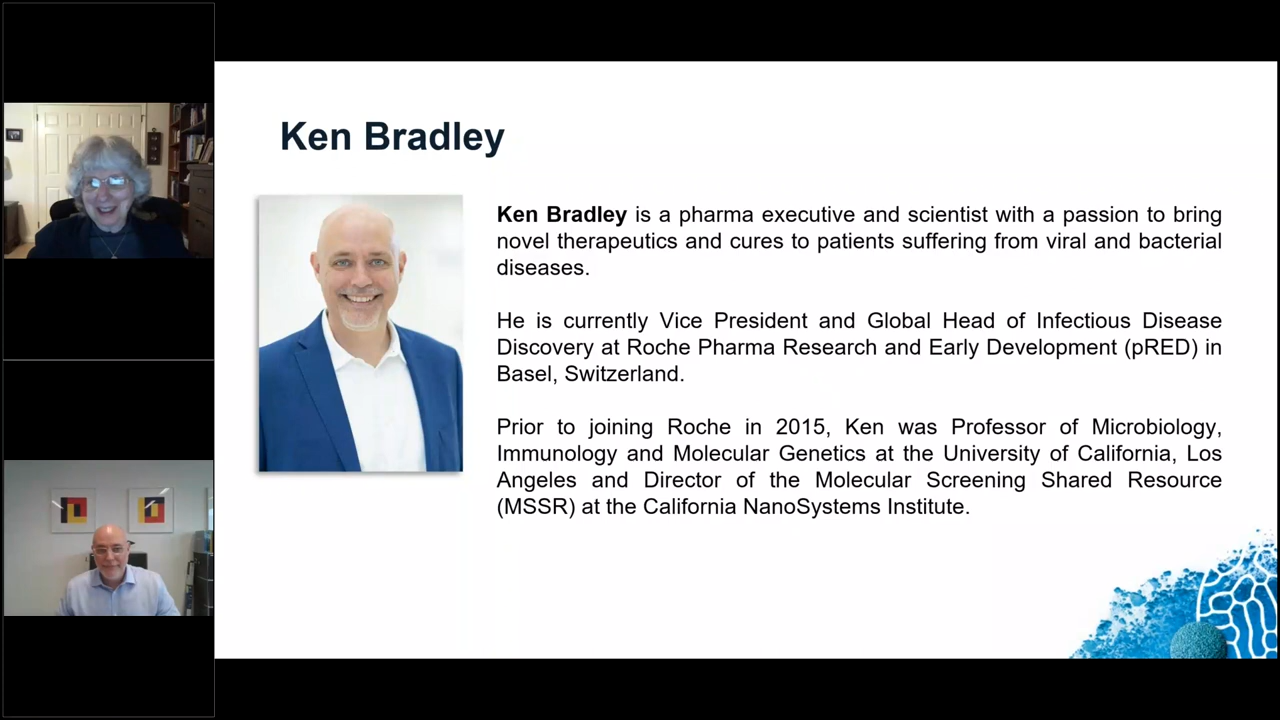 Ken Bradley
Ken Bradley is a pharma executive and scientist with a passion to bring
novel therapeutics and cures to patients suffering from viral and bacterial
diseases.
He is currently Vice President and Global Head of Infectious Disease
Discovery at Roche Pharma Research and Early Development (pRED) in
Basel, Switzerland.
Prior to joining Roche in 2015, Ken was Professor of Microbiology,
Immunology and Molecular Genetics at the University of California, Los
Angeles and Director of the Molecular Screening Shared Resource
(MSSR) at the California NanoSystems Institute.